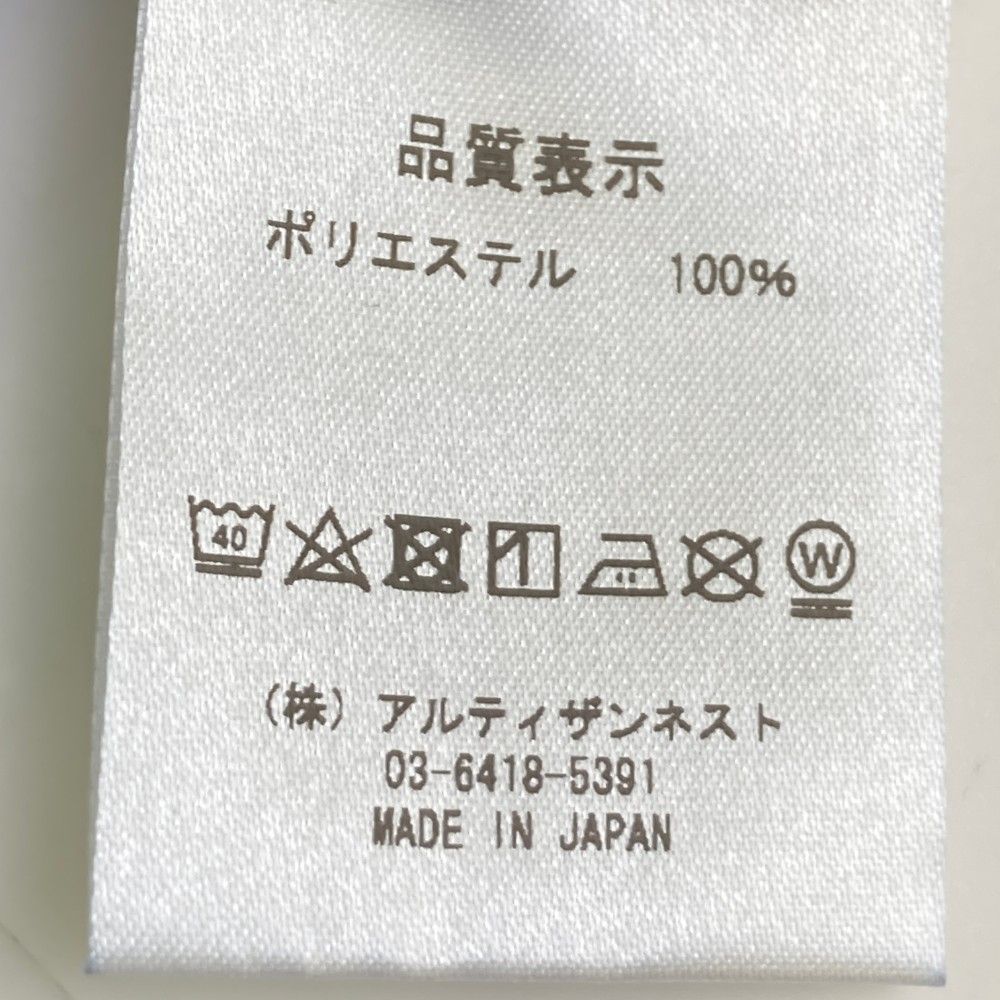 品質表示
ポリエステル 100%
40 W
(株) アルティザンネスト
03-6418-5391
MADE IN JAPAN